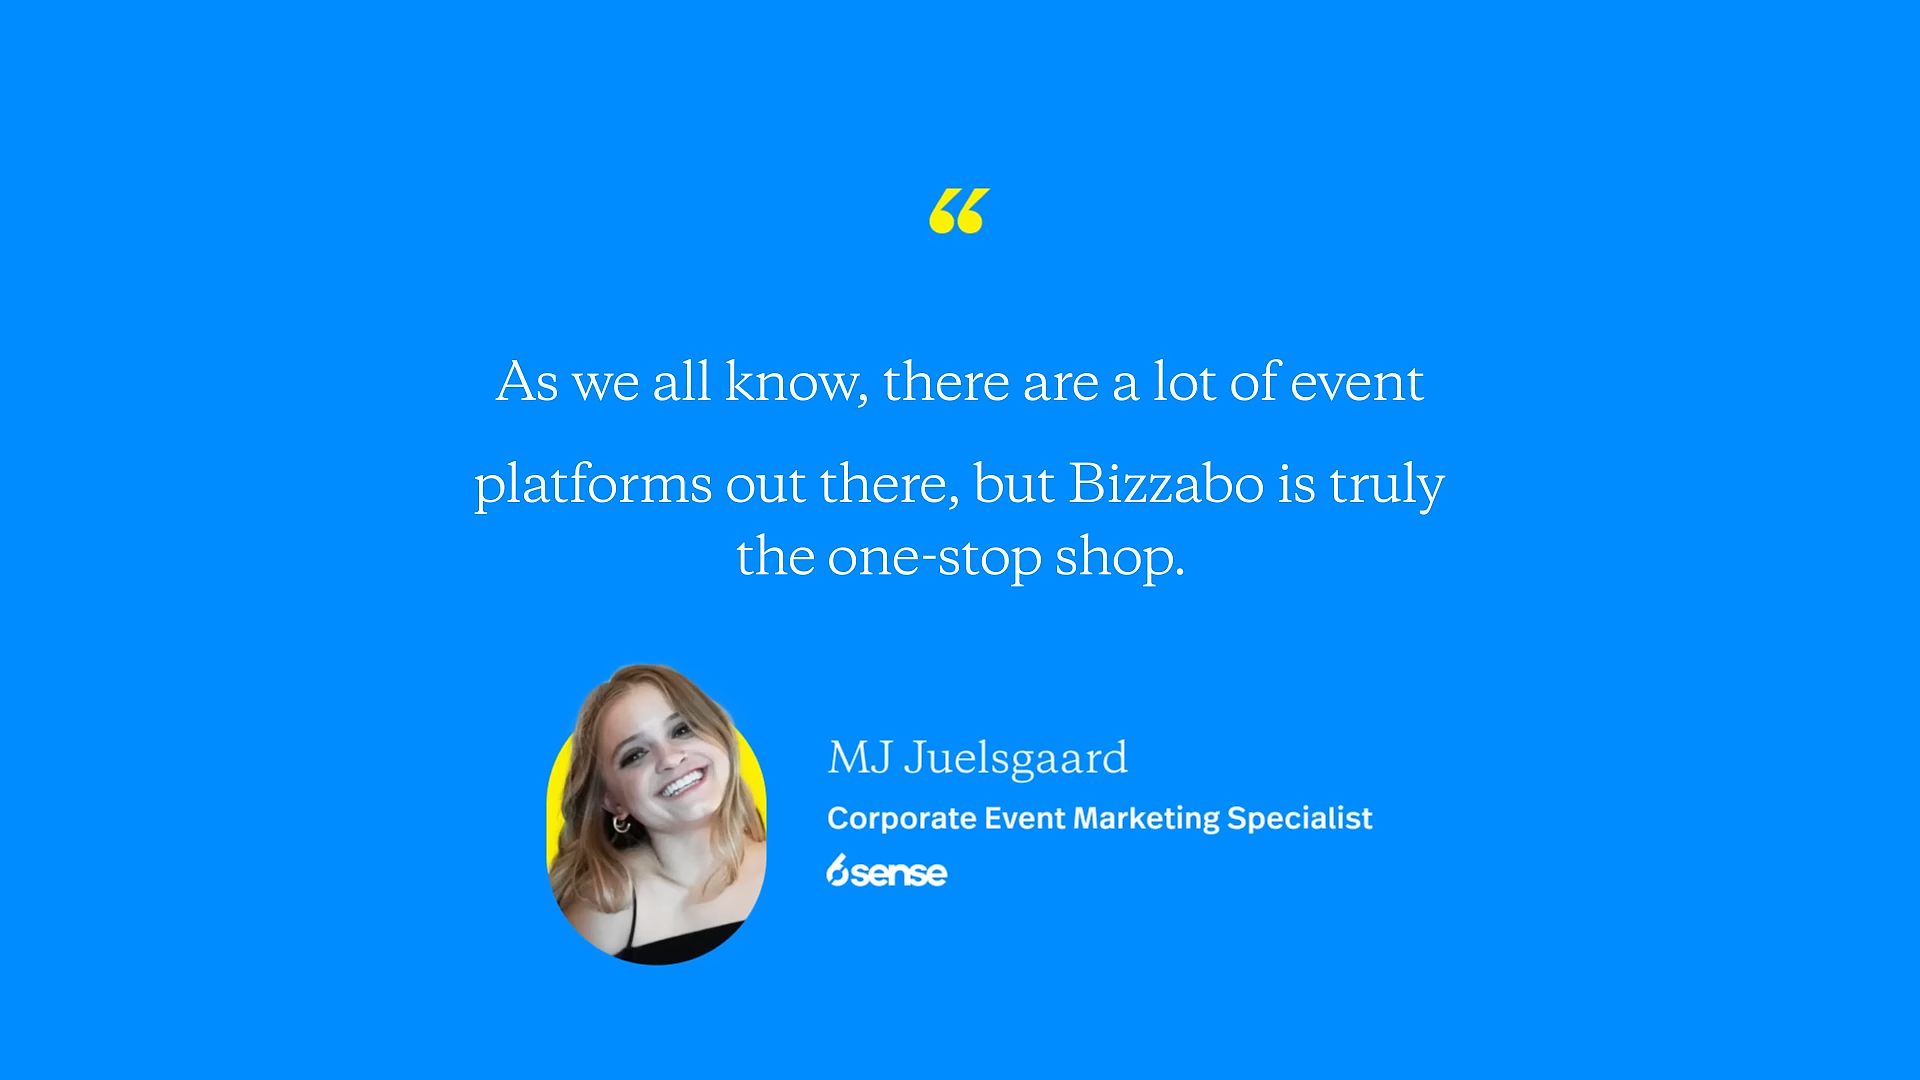 “
As we all know, there are a lot of event
platforms out there, but Bizzabo is truly
the one-stop shop.
MJ Juelsgaard
Corporate Event Marketing Specialist
6sense